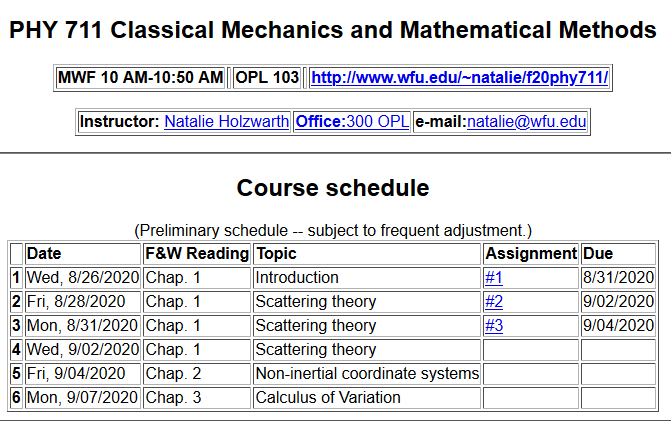 PHY 711 Classical Mechanics and Mathematical Methods
MWF 10 AM-10:50 AM OPL 103 http://www.wfu.edu/~natalie/f20phy711/
Instructor: Natalie Holzwarth Office:300 OPL e-mail:natalie@wfu.edu
Course schedule
(Preliminary schedule -- subject to frequent adjustment.)
Date F&W Reading Topic Assignment Due
1 Wed, 8/26/2020 Chap. 1 Introduction #1 8/31/2020
2 Fri, 8/28/2020 Chap. 1 Scattering theory #2 9/02/2020
3 Mon, 8/31/2020 Chap. 1 Scattering theory #3 9/04/2020
4 Wed, 9/02/2020 Chap. 1 Scattering theory
5 Fri, 9/04/2020 Chap. 2 Non-inertial coordinate systems
6 Mon, 9/07/2020 Chap. 3 Calculus of Variation